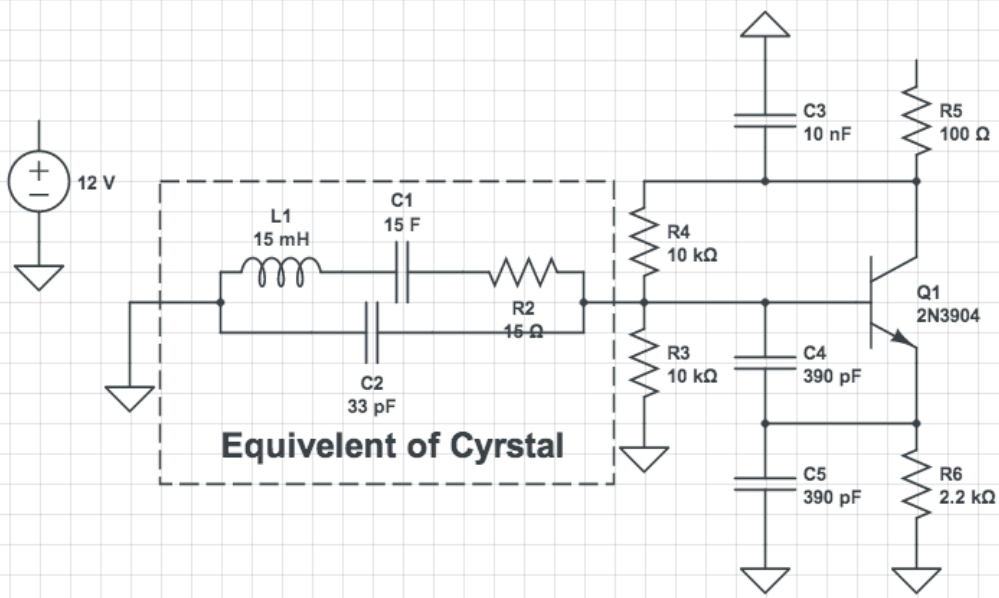 12 V
L1
15 mH
C1
15 F
R2
15 Ω
C2
33 pF
Equivelent of Cyrstal
C3
10 nF
R5
100 Ω
R4
10 kΩ
R3
10 kΩ
Q1
2N3904
C4
390 pF
C5
390 pF
R6
2.2 kΩ